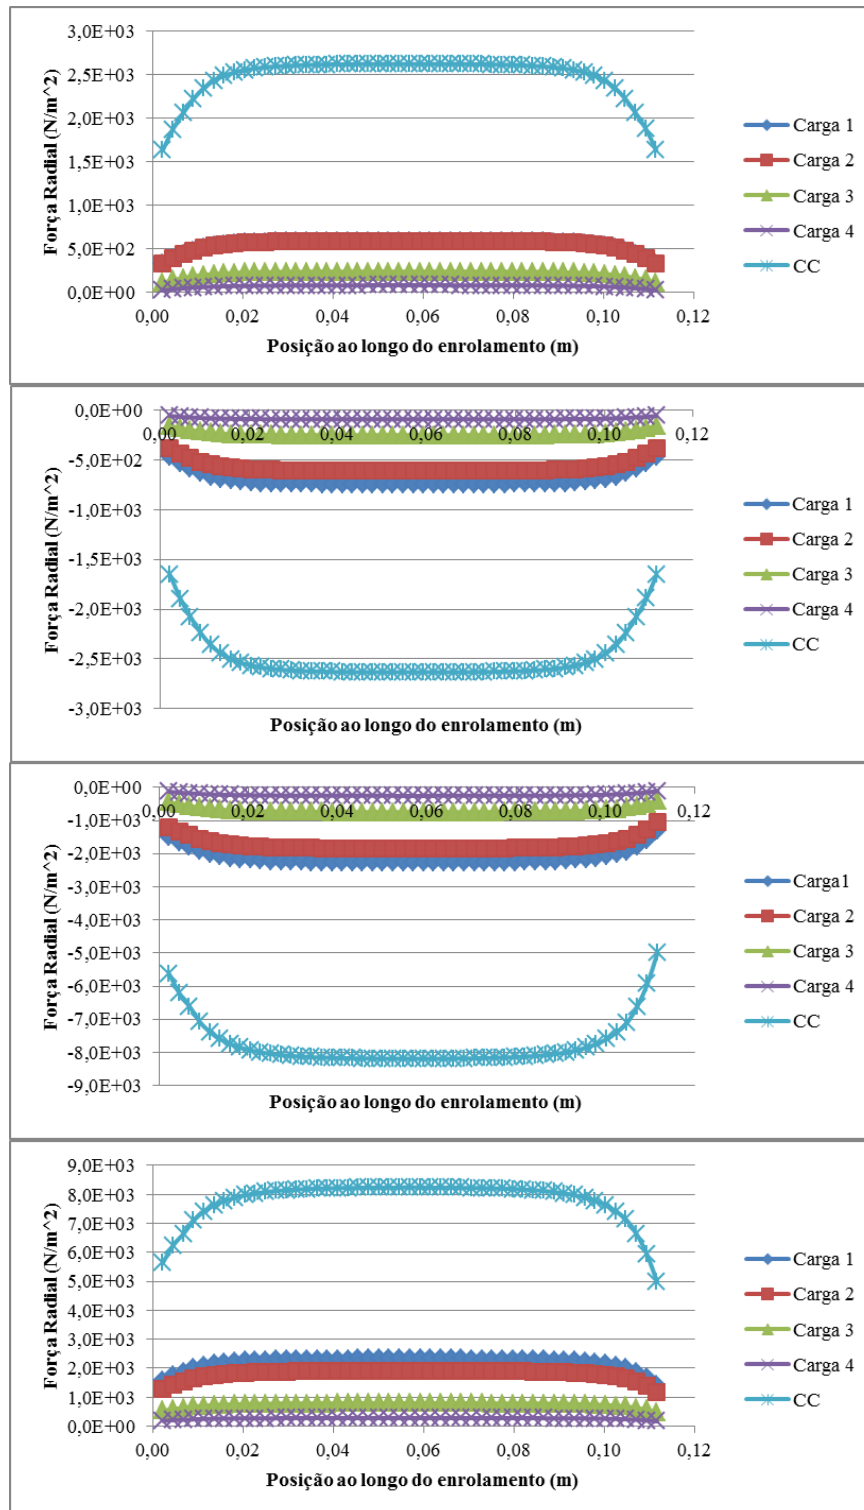 3,0E+03
2,5E+03
2,0E+03
1,5E+03
1,0E+03
5,0E+02
0,0E+00
0,00 0,02 0,04 0,06 0,08 0,10 0,12
Força Radial (N/m^2)
Posição ao longo do enrolamento (m)
Carga 1
Carga 2
Carga 3
Carga 4
CC
0,0E+00
-5,0E+02
-1,0E+03
-1,5E+03
-2,0E+03
-2,5E+03
-3,0E+03
0,00 0,02 0,04 0,06 0,08 0,10 0,12
Força Radial (N/m^2)
Posição ao longo do enrolamento (m)
Carga 1
Carga 2
Carga 3
Carga 4
CC
0,0E+00
-1,0E+03
-2,0E+03
-3,0E+03
-4,0E+03
-5,0E+03
-6,0E+03
-7,0E+03
-8,0E+03
-9,0E+03
0,00 0,02 0,04 0,06 0,08 0,10 0,12
Força Radial (N/m^2)
Posição ao longo do enrolamento (m)
Carga1
Carga 2
Carga 3
Carga 4
CC
9,0E+03
8,0E+03
7,0E+03
6,0E+03
5,0E+03
4,0E+03
3,0E+03
2,0E+03
1,0E+03
0,0E+00
0,00 0,02 0,04 0,06 0,08 0,10 0,12
Força Radial (N/m^2)
Posição ao longo do enrolamento (m)
Carga 1
Carga 2
Carga 3
Carga 4
CC